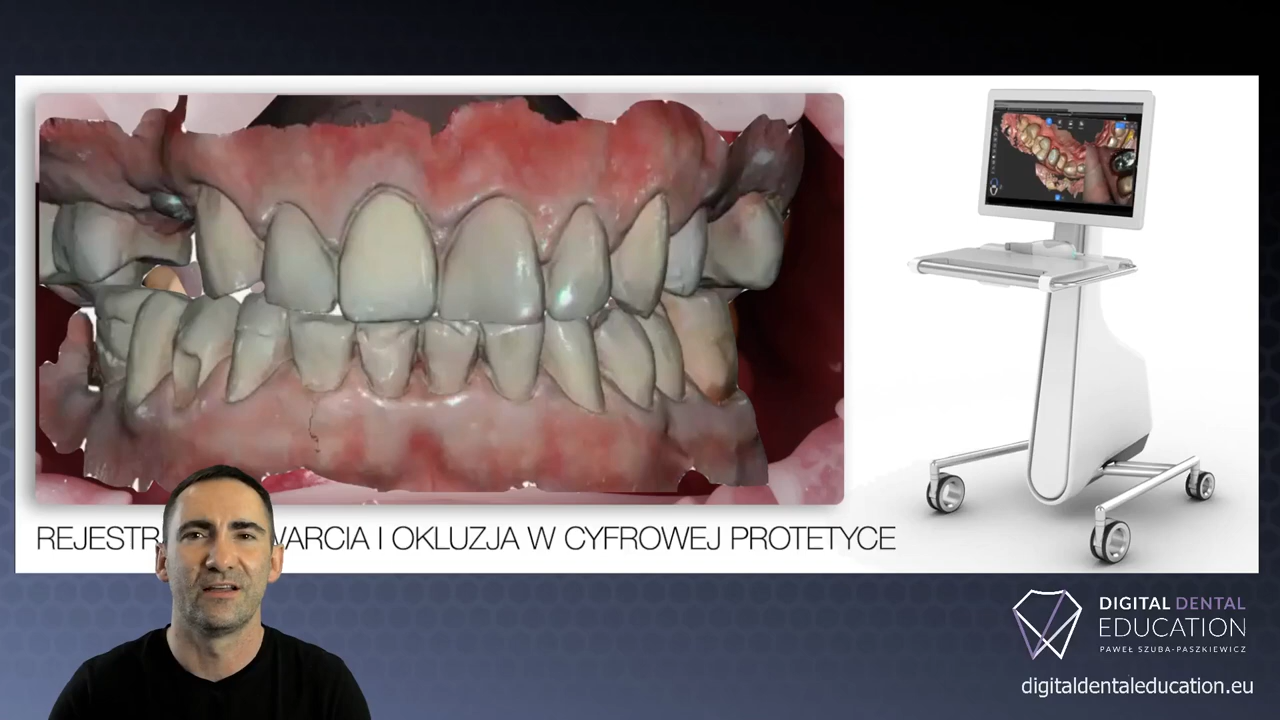 REJESTR WARCIA I OKLUZJA W CYFROWEJ PROTETYCE
DIGITAL DENTAL
EDUCATION
PAWEŁ SZUBA-PASZKIEWICZ
digitaldentaleducation.eu